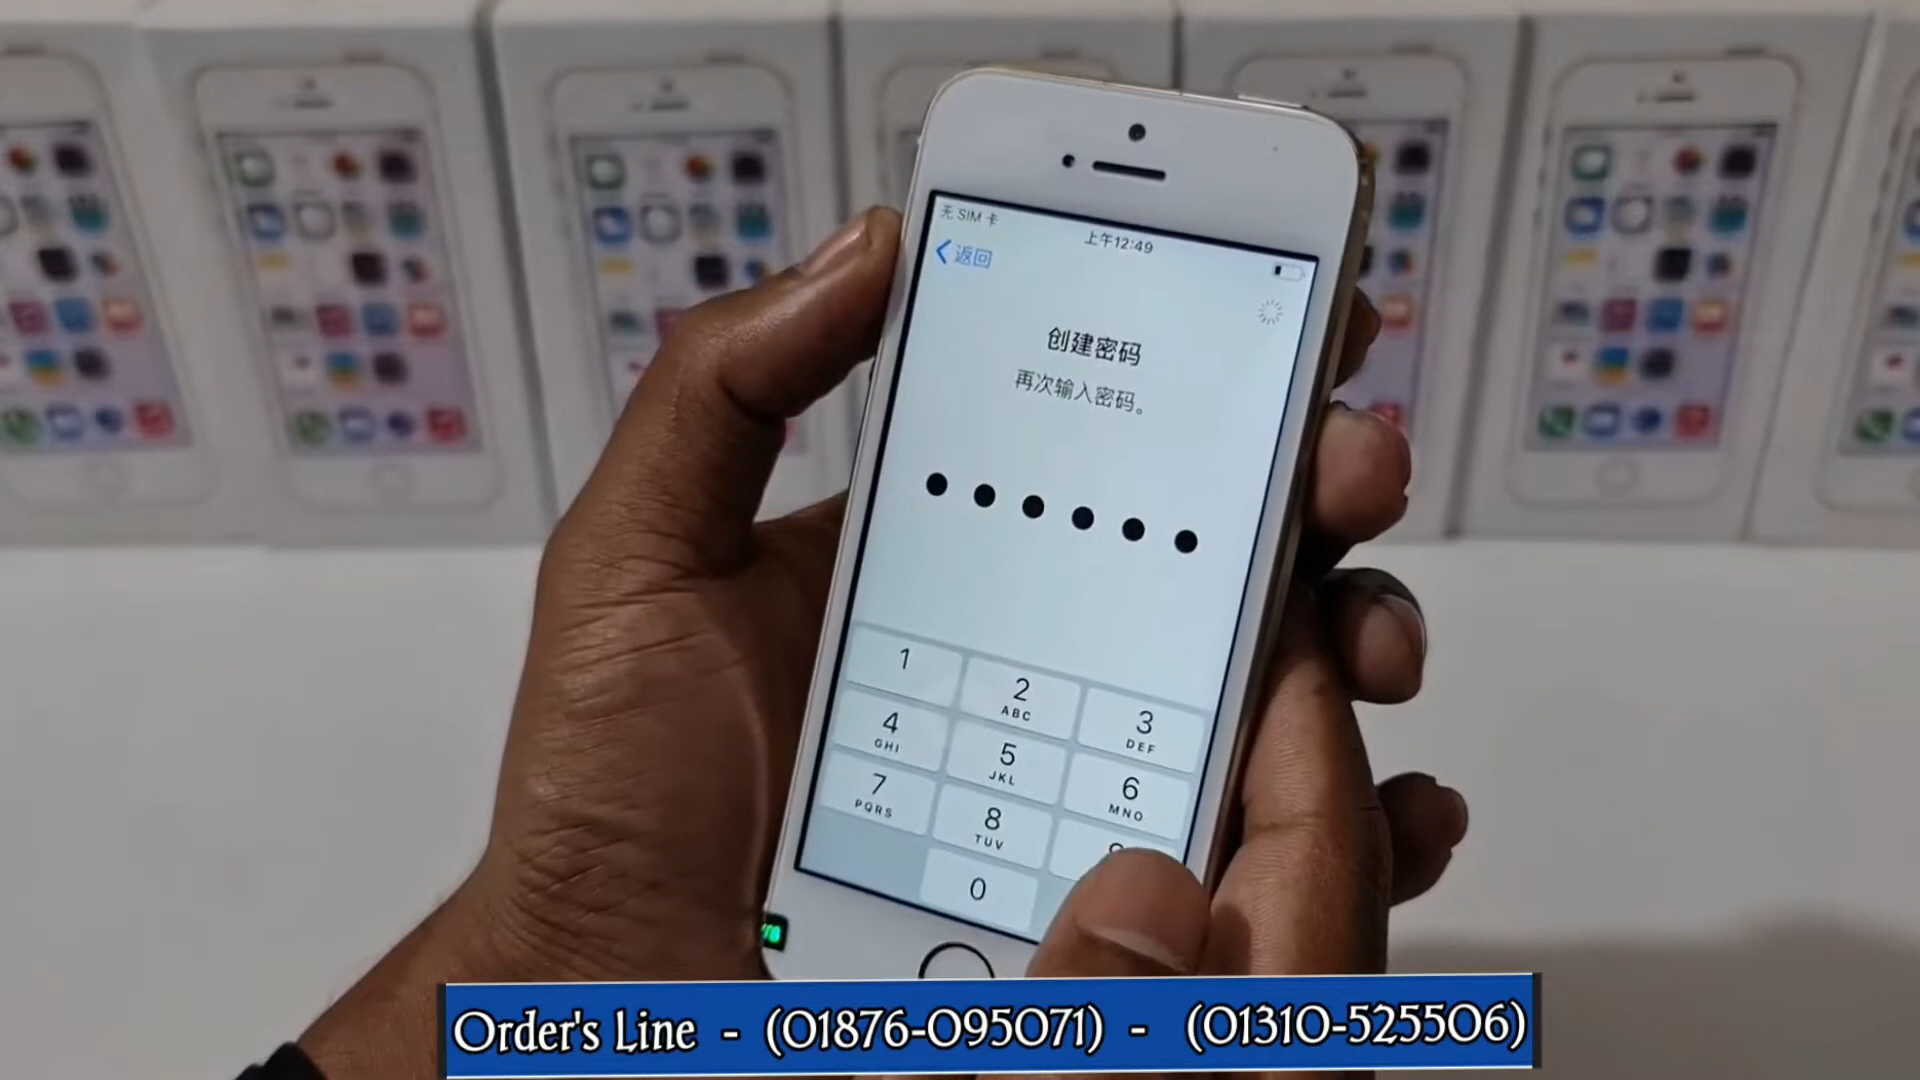 无 SIM 卡
上午12:49
返回
创建密码
再次输入密码。
1
2
ABC
3
DEF
4
GHI
5
JKL
6
MNO
7
PQRS
8
TUV
0
Order's Line - (01876-095071) - (01310-525506)